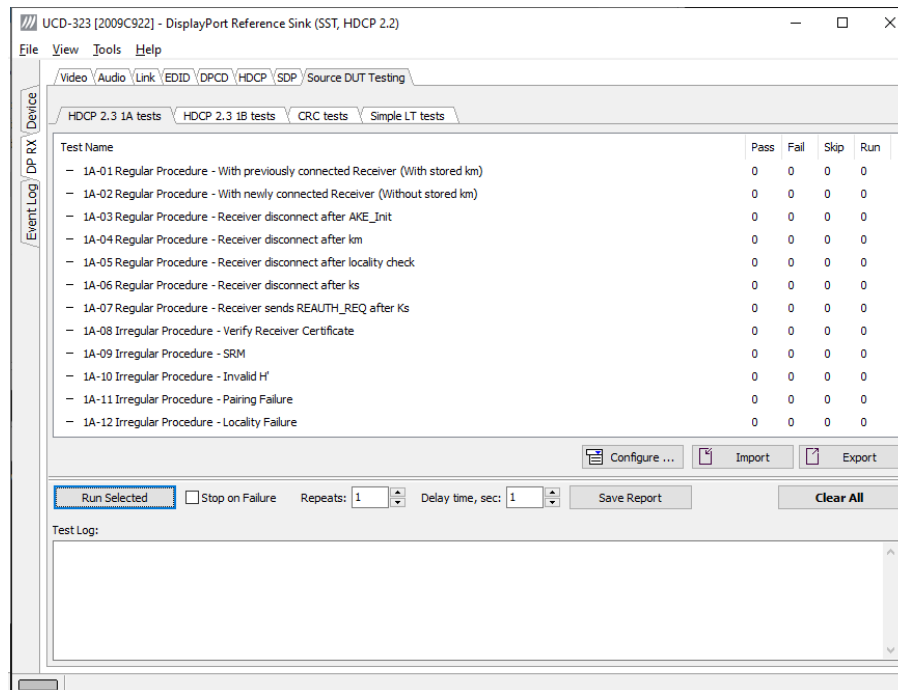 UCD-323 [2009C922] - DisplayPort Reference Sink (SST, HDCP 2.2)
File View Tools Help
Video Audio Link EDID DPCD HDCP SDP Source DUT Testing
Device
DP RX
Event Log
HDCP 2.3 1A tests HDCP 2.3 1B tests CRC tests Simple LT tests
Test Name Pass Fail Skip Run
1A-01 Regular Procedure - With previously connected Receiver (With stored km) 0 0 0 0
1A-02 Regular Procedure - With newly connected Receiver (Without stored km) 0 0 0 0
1A-03 Regular Procedure - Receiver disconnect after AKE_Init 0 0 0 0
1A-04 Regular Procedure - Receiver disconnect after km 0 0 0 0
1A-05 Regular Procedure - Receiver disconnect after locality check 0 0 0 0
1A-06 Regular Procedure - Receiver disconnect after ks 0 0 0 0
1A-07 Regular Procedure - Receiver sends REAUTH_REQ after Ks 0 0 0 0
1A-08 Irregular Procedure - Verify Receiver Certificate 0 0 0 0
1A-09 Irregular Procedure - SRM 0 0 0 0
1A-10 Irregular Procedure - Invalid H' 0 0 0 0
1A-11 Irregular Procedure - Pairing Failure 0 0 0 0
1A-12 Irregular Procedure - Locality Failure 0 0 0 0
Configure ... Import Export
Run Selected Stop on Failure Repeats: 1 Delay time, sec: 1 Save Report Clear All
Test Log: